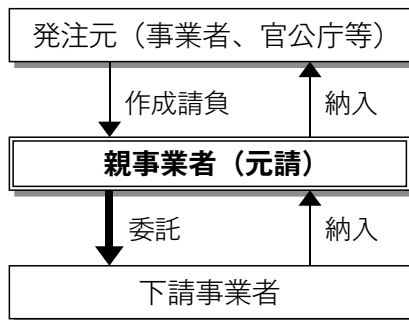 発注元（事業者、官公庁等）
作成請負
納入
親事業者（元請）
委託
納入
下請事業者